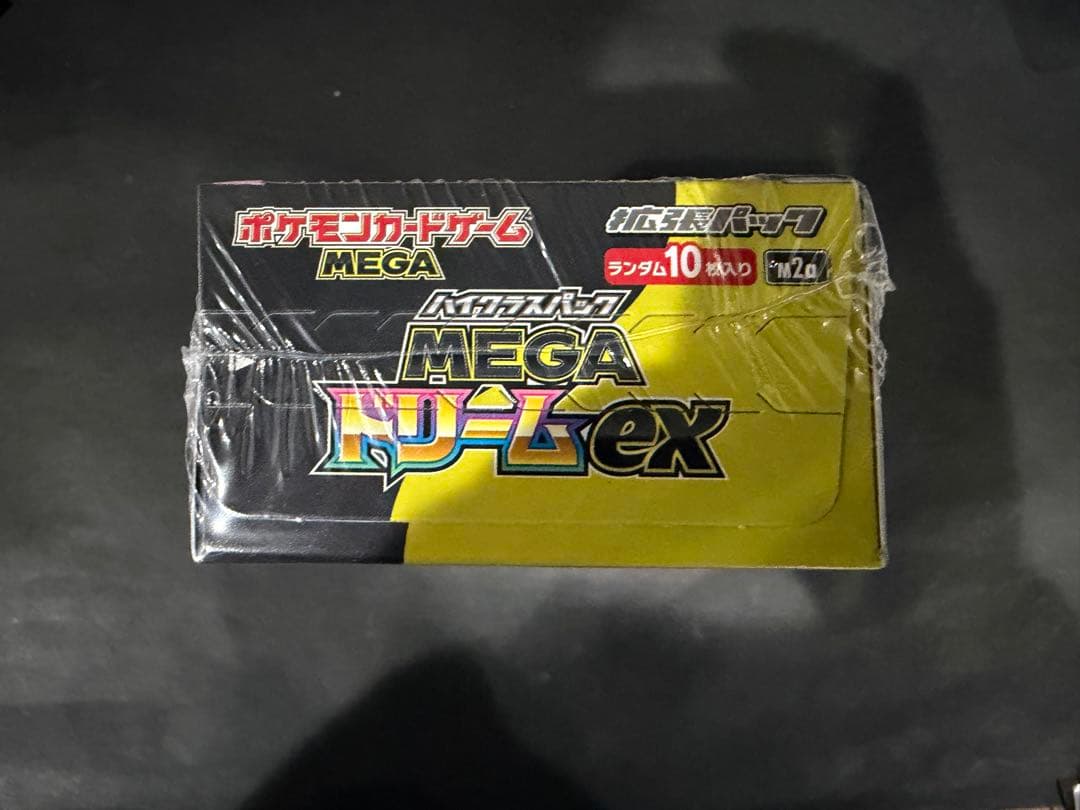 ポケモンカードゲーム
MEGA
拡張パック
ランダム10枚入り
M2a
ハイクラスパック
MEGA
ドリームex